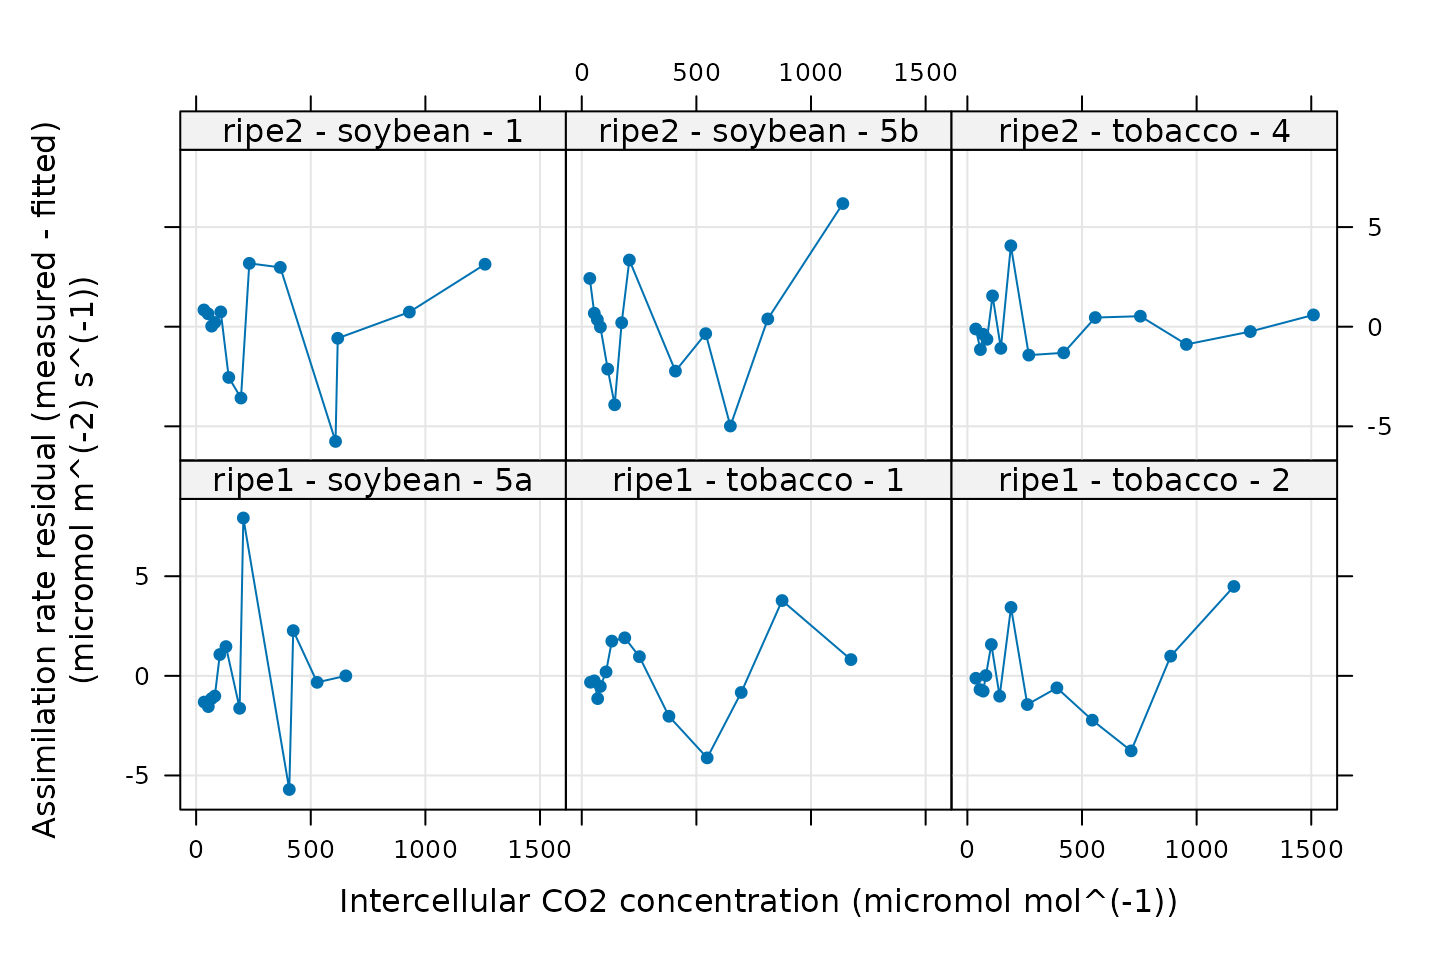 0 500 1000 1500
ripe2 - soybean - 1 ripe2 - soybean - 5b ripe2 - tobacco - 4
5
0
-5
ripe1 - soybean - 5a ripe1 - tobacco - 1 ripe1 - tobacco - 2
5
0
-5
0 500 1000 1500 0 500 1000 1500
Intercellular CO2 concentration (micromol mol^(-1))
Assimilation rate residual (measured - fitted)
(micromol m^(-2) s^(-1))